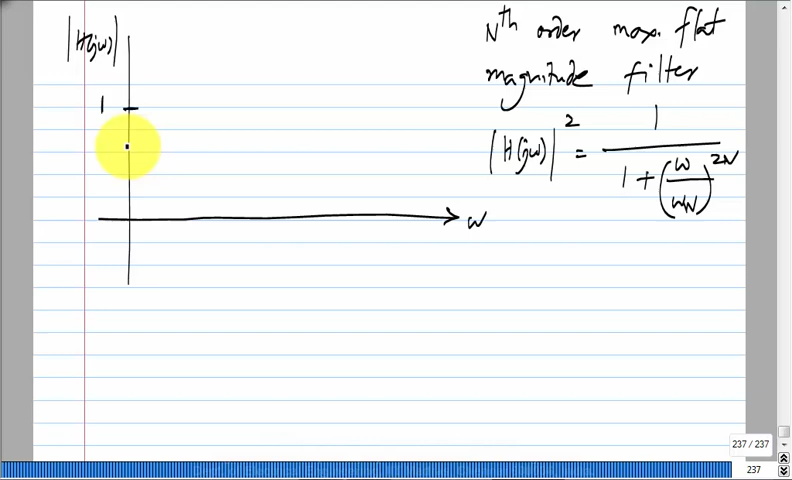 |H(jω)|
1
ω
Nth order max. flat
magnitude filter
|H(jω)|² = 1 / (1 + (ω/ωN)^2N)
237 / 237
237